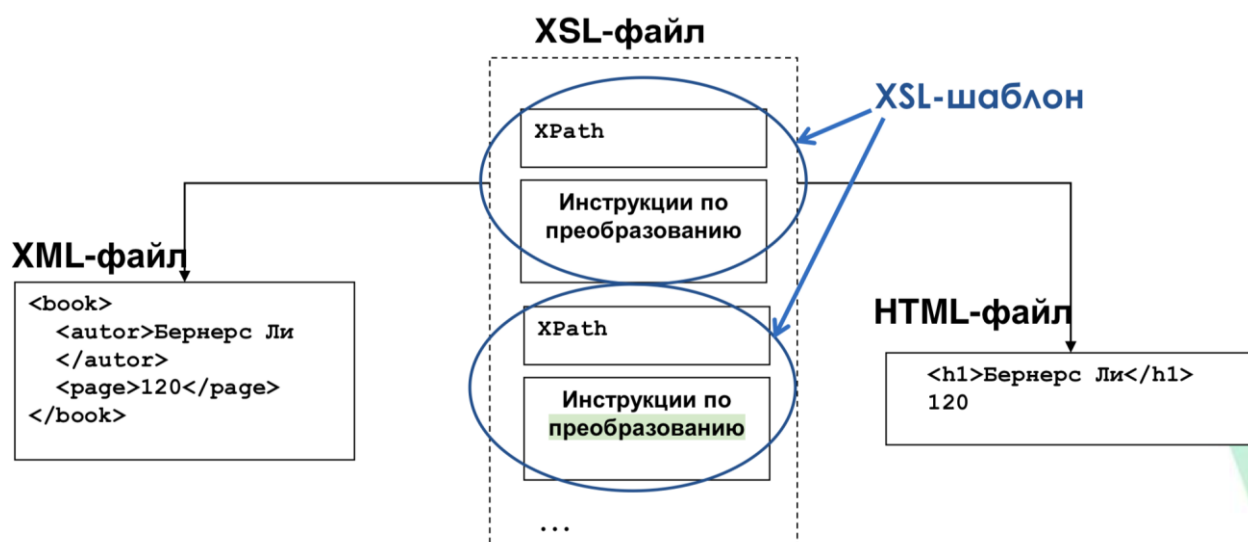 XSL-файл
XSL-шаблон
XPath
Инструкции по
преобразованию
XML-файл
<book>
<autor>Бернерс Ли
</autor>
<page>120</page>
</book>
XPath
Инструкции по
преобразованию
...
HTML-файл
<h1>Бернерс Ли</h1>
120